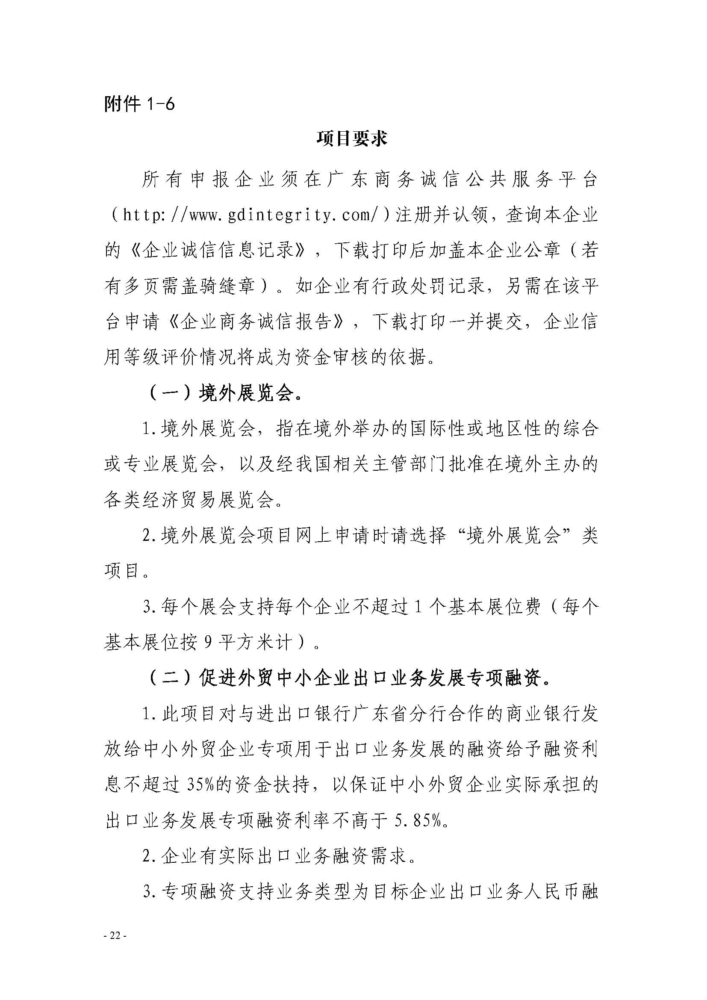 附件 1-6
项目要求
所有申报企业须在广东商务诚信公共服务平台
（http://www.gdintegrity.com/)注册并认领，查询本企业
的《企业诚信信息记录》，下载打印后加盖本企业公章（若
有多页需盖骑缝章）。如企业有行政处罚记录，另需在该平
台申请《企业商务诚信报告》，下载打印一并提交，企业信
用等级评价情况将成为资金审核的依据。
（一）境外展览会。
1.境外展览会，指在境外举办的国际性或地区性的综合
或专业展览会，以及经我国相关主管部门批准在境外主办的
各类经济贸易展览会。
2.境外展览会项目网上申请时请选择“境外展览会”类
项目。
3.每个展会支持每个企业不超过1个基本展位费（每个
基本展位按 9 平方米计）。
（二）促进外贸中小企业出口业务发展专项融资。
1.此项目对与进出口银行广东省分行合作的商业银行发
放给中小外贸企业专项用于出口业务发展的融资给予融资利
息不超过 35%的资金扶持，以保证中小外贸企业实际承担的
出口业务发展专项融资利率不高于 5.85%。
2.企业有实际出口业务融资需求。
3.专项融资支持业务类型为目标企业出口业务人民币融
- 22 -